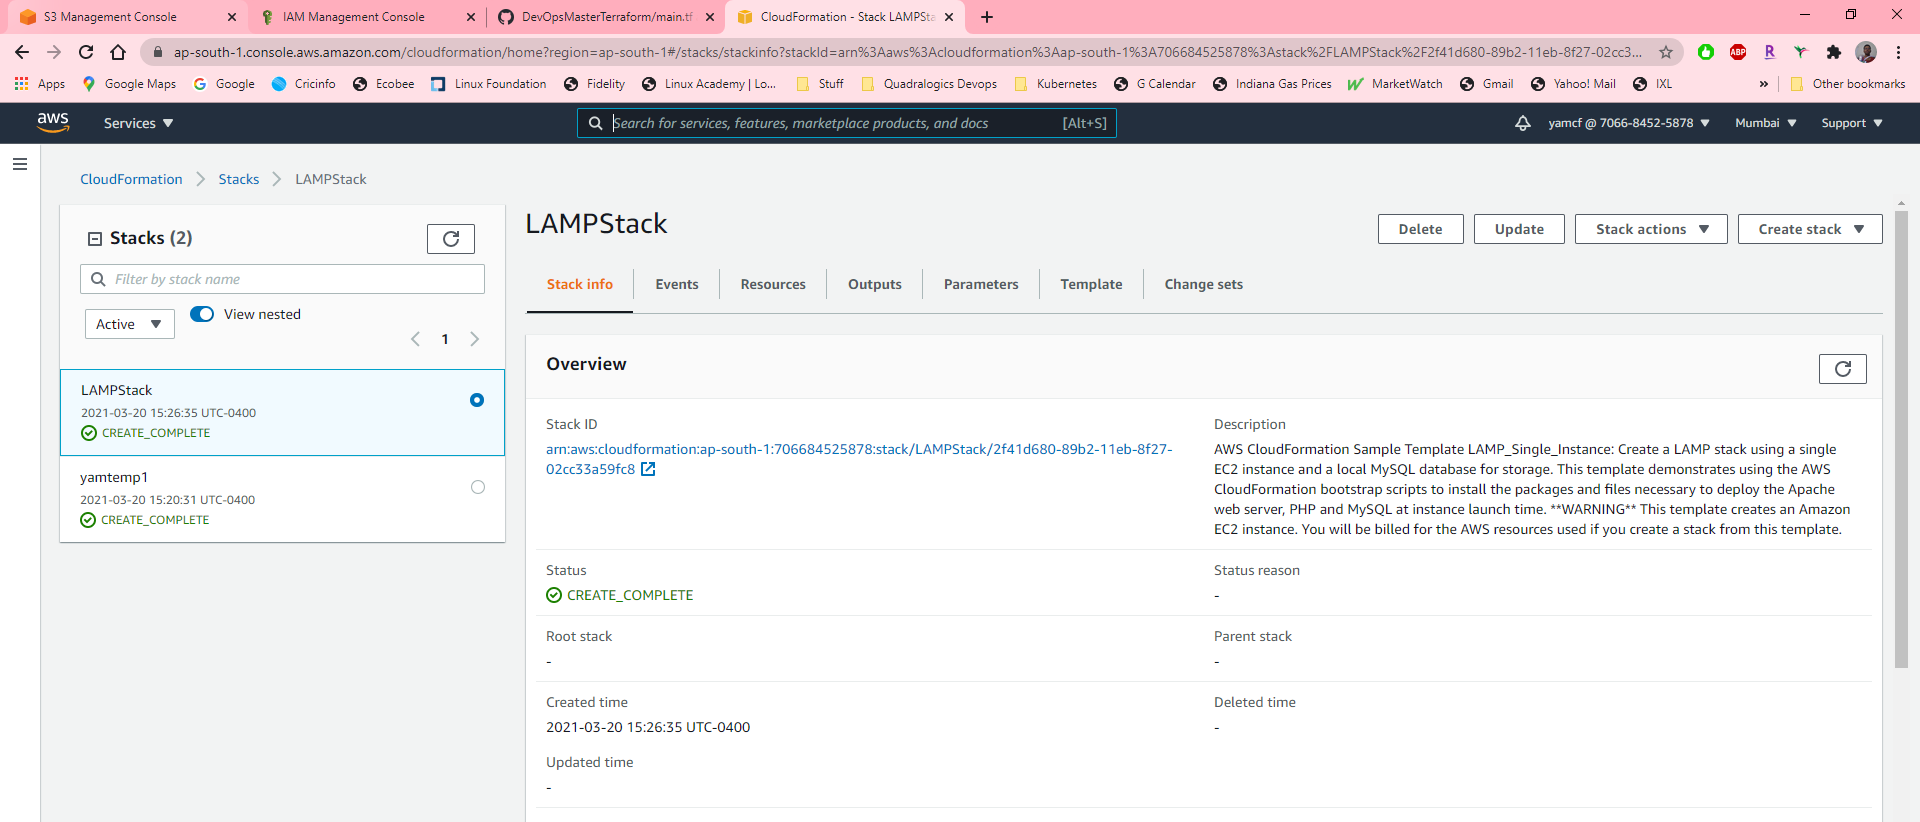 S3 Management Console
IAM Management Console
DevOpsMasterTerraform/main.tf
CloudFormation - Stack LAMPSta
ap-south-1.console.aws.amazon.com/cloudformation/home?region=ap-south-1#/stacks/stackinfo?stackId=arn%3Aaws%3Acloudformation%3Aap-south-1%3A706684525878%3Astack%2FLAMPStack%2F2f41d680-89b2-11eb-8f27-02cc3...
ABP
R
Apps
Google Maps
Google
Cricinfo
Ecobee
Linux Foundation
Fidelity
Linux Academy | Lo...
Stuff
Quadralogics Devops
Kubernetes
G Calendar
Indiana Gas Prices
MarketWatch
Gmail
Yahoo! Mail
IXL
»
Other bookmarks
aws
Services
Search for services, features, marketplace products, and docs
[Alt+S]
yamcf @ 7066-8452-5878
Mumbai
Support
CloudFormation
Stacks
LAMPStack
Stacks (2)
Filter by stack name
Active
View nested
1
LAMPStack
2021-03-20 15:26:35 UTC-0400
CREATE_COMPLETE
yamtemp1
2021-03-20 15:20:31 UTC-0400
CREATE_COMPLETE
LAMPStack
Delete
Update
Stack actions
Create stack
Stack info
Events
Resources
Outputs
Parameters
Template
Change sets
Overview
Stack ID
arn:aws:cloudformation:ap-south-1:706684525878:stack/LAMPStack/2f41d680-89b2-11eb-8f27-
02cc33a59fc8
Description
AWS CloudFormation Sample Template LAMP_Single_Instance: Create a LAMP stack using a single
EC2 instance and a local MySQL database for storage. This template demonstrates using the AWS
CloudFormation bootstrap scripts to install the packages and files necessary to deploy the Apache
web server, PHP and MySQL at instance launch time. **WARNING** This template creates an Amazon
EC2 instance. You will be billed for the AWS resources used if you create a stack from this template.
Status
CREATE_COMPLETE
Status reason
-
Root stack
-
Parent stack
-
Created time
2021-03-20 15:26:35 UTC-0400
Deleted time
-
Updated time
-